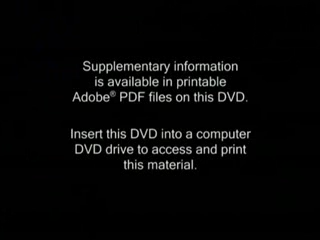 Supplementary information
is available in printable
Adobe® PDF files on this DVD.
Insert this DVD into a computer
DVD drive to access and print
this material.